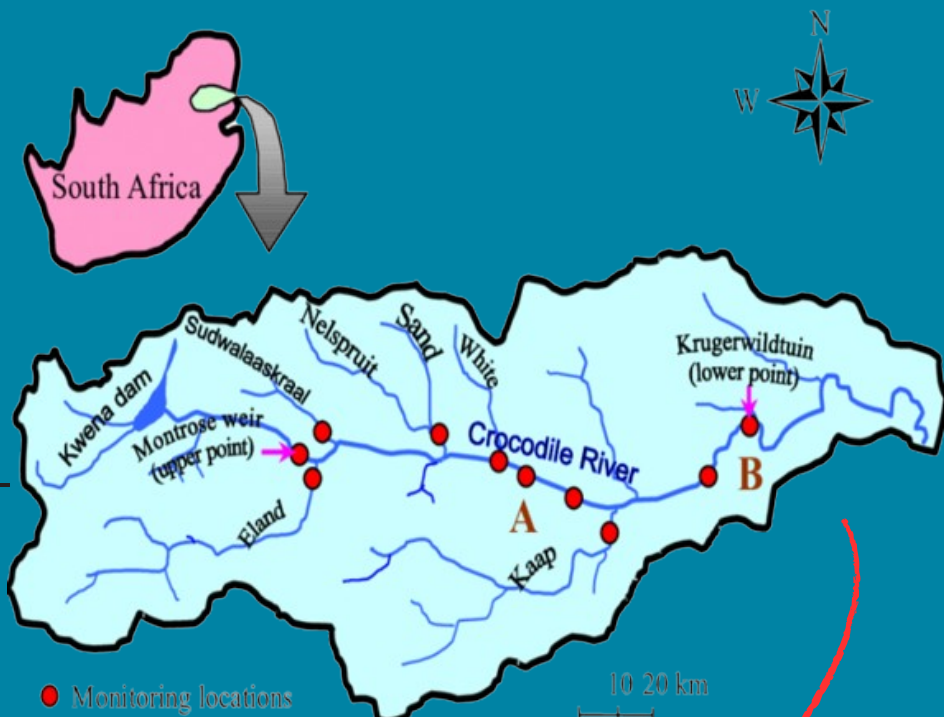 N
W
South Africa
Sudwalaaskraal
Nelspruit
Sand
White
Krugerwildtuin
(lower point)
Kwena dam
Montrose weir
(upper point)
Crocodile River
A
B
Eland
Kaap
Monitoring locations
10 20 km